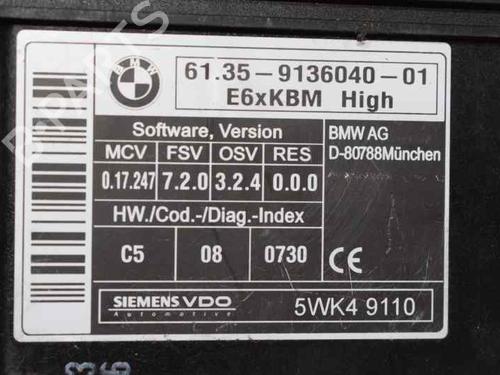 B-PARTS
BMW
61.35-9136040-01
E6xKBM High
Software, Version
MCV FSV OSV RES
0.17.247 7.2.0 3.2.4 0.0.0
HW./Cod.-/Diag.-Index
C5 08 0730
BMW AG
D-80788München
CE
SIEMENS VDO
Automotive
5WK4 9110